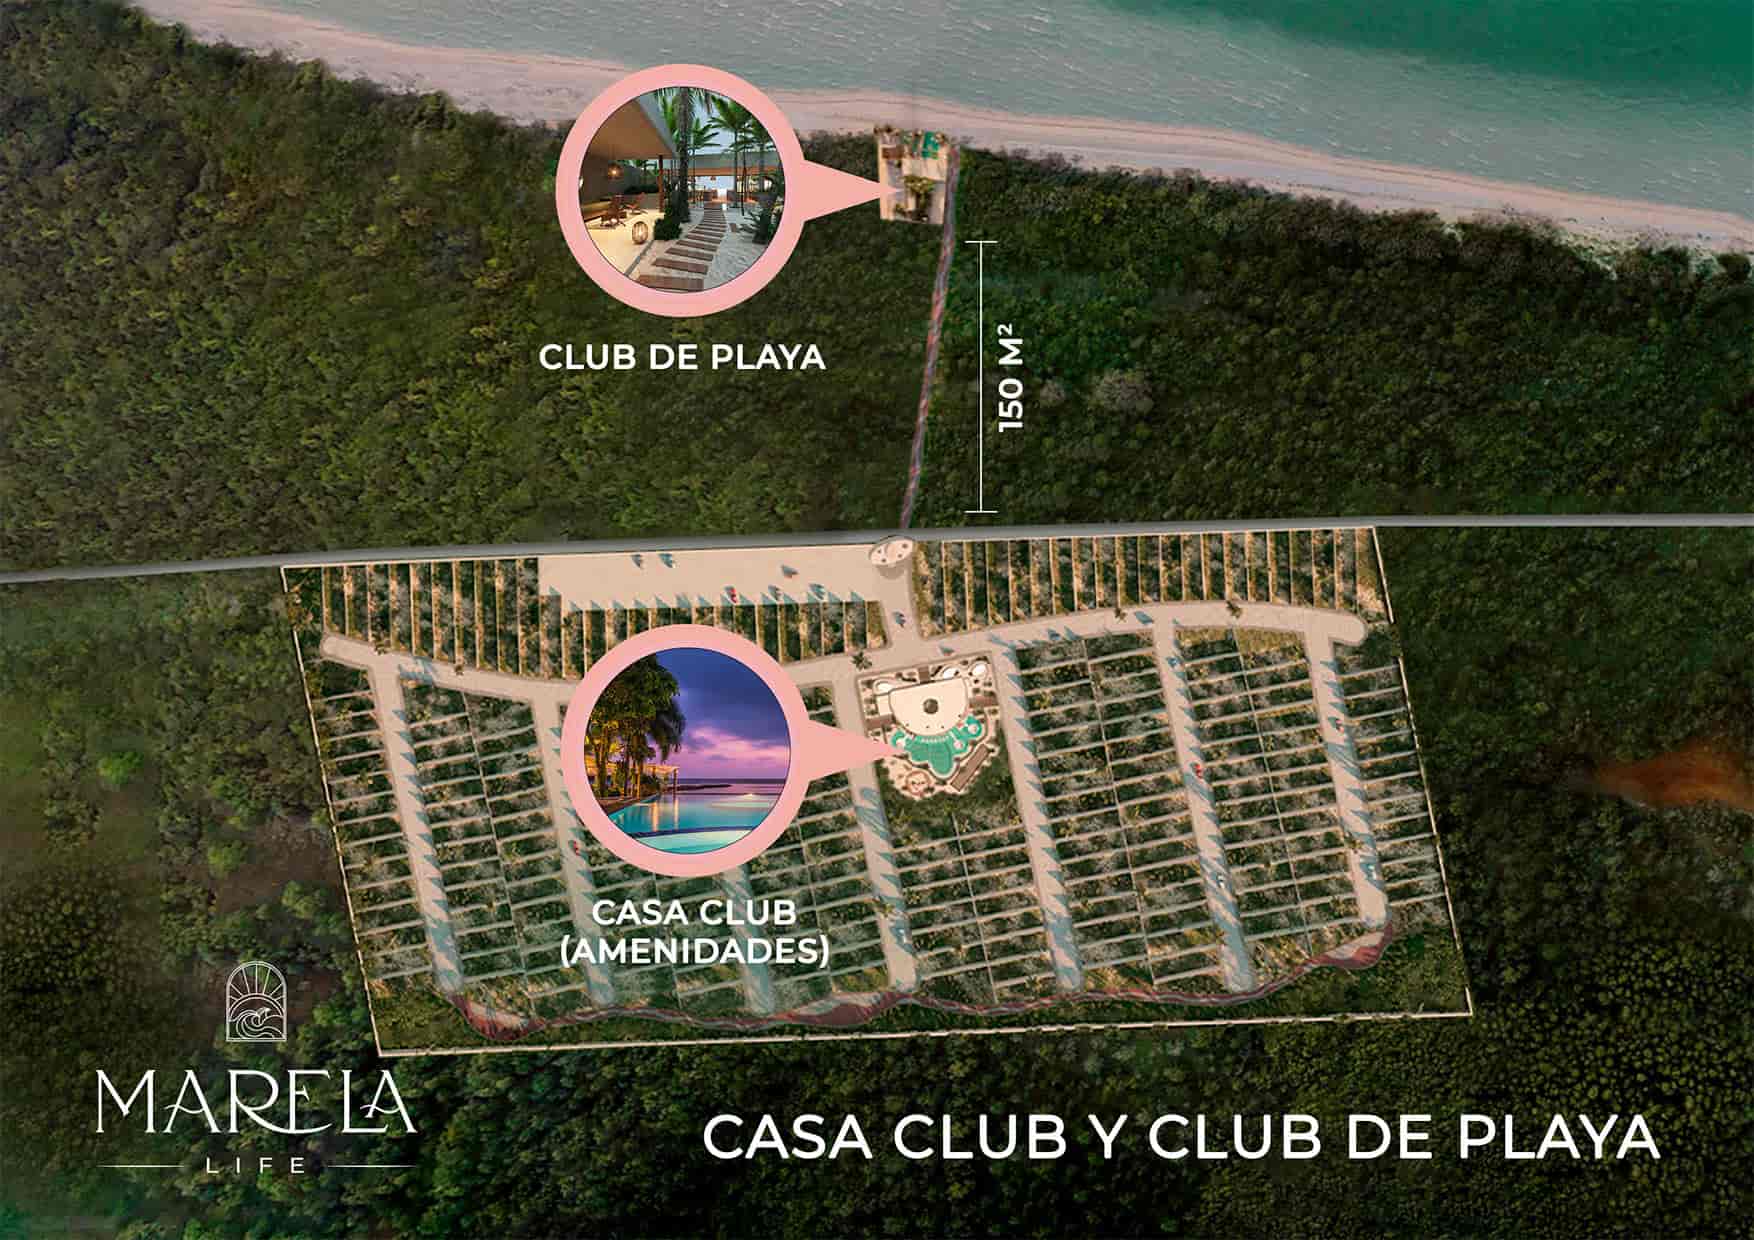 CLUB DE PLAYA
150 M²
CASA CLUB
(AMENIDADES)
MARELA
LIFE
CASA CLUB Y CLUB DE PLAYA